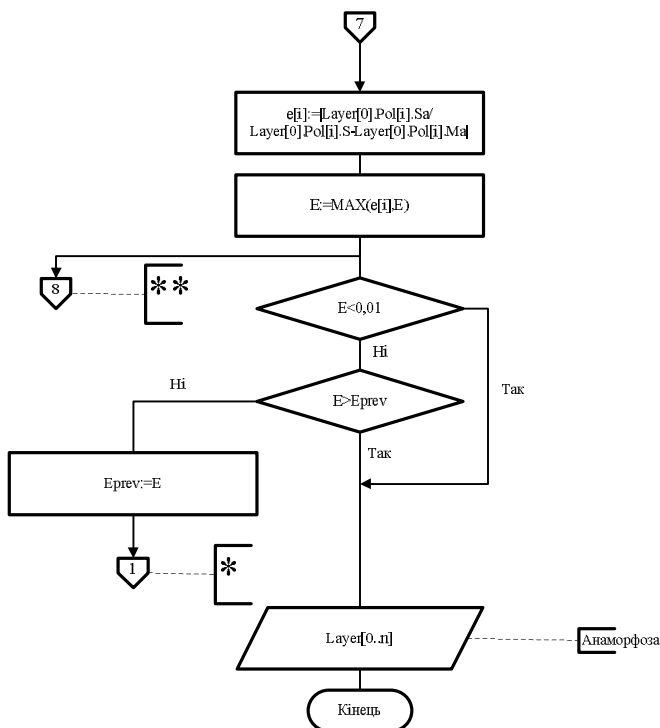 7
e[i]:=|Layer[0].Pol[i].Sa/
Layer[0].Pol[i].S-Layer[0].Pol[i].Ma|
E:=MAX(e[i],E)
8
**
E<0,01
Ні
Так
E>Eprev
Ні
Так
Eprev:=E
1
*
Layer[0..n]
Анаморфоза
Кінець